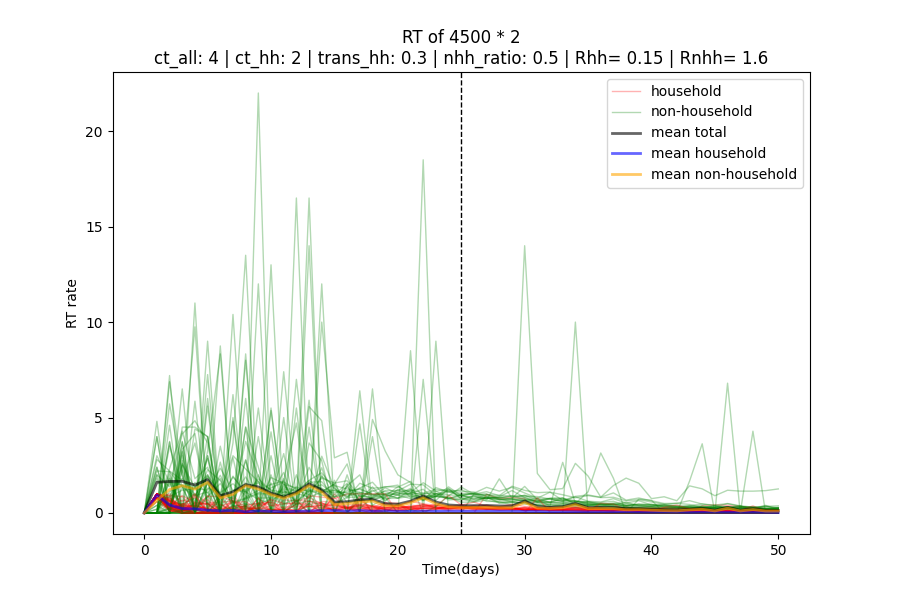 RT of 4500 * 2
ct_all: 4 | ct_hh: 2 | trans_hh: 0.3 | nhh_ratio: 0.5 | Rhh= 0.15 | Rnhh= 1.6
household
non-household
mean total
mean household
mean non-household
RT rate
20
15
10
5
0
0 10 20 30 40 50
Time(days)